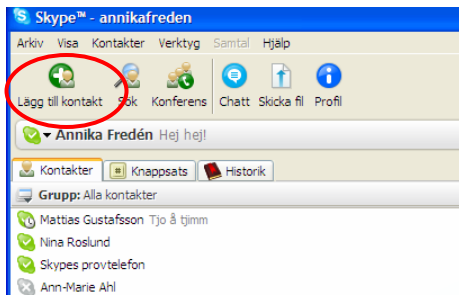 Skype™ - annikafreden
Arkiv Visa Kontakter Verktyg Samtal Hjälp
Lägg till kontakt Sök Konferens Chatt Skicka fil Profil
Annika Fredén Hej hej!
Kontakter Knappsats Historik
Grupp: Alla kontakter
Mattias Gustafsson Tjo å tjimm
Nina Roslund
Skypes provtelefon
Ann-Marie Ahl